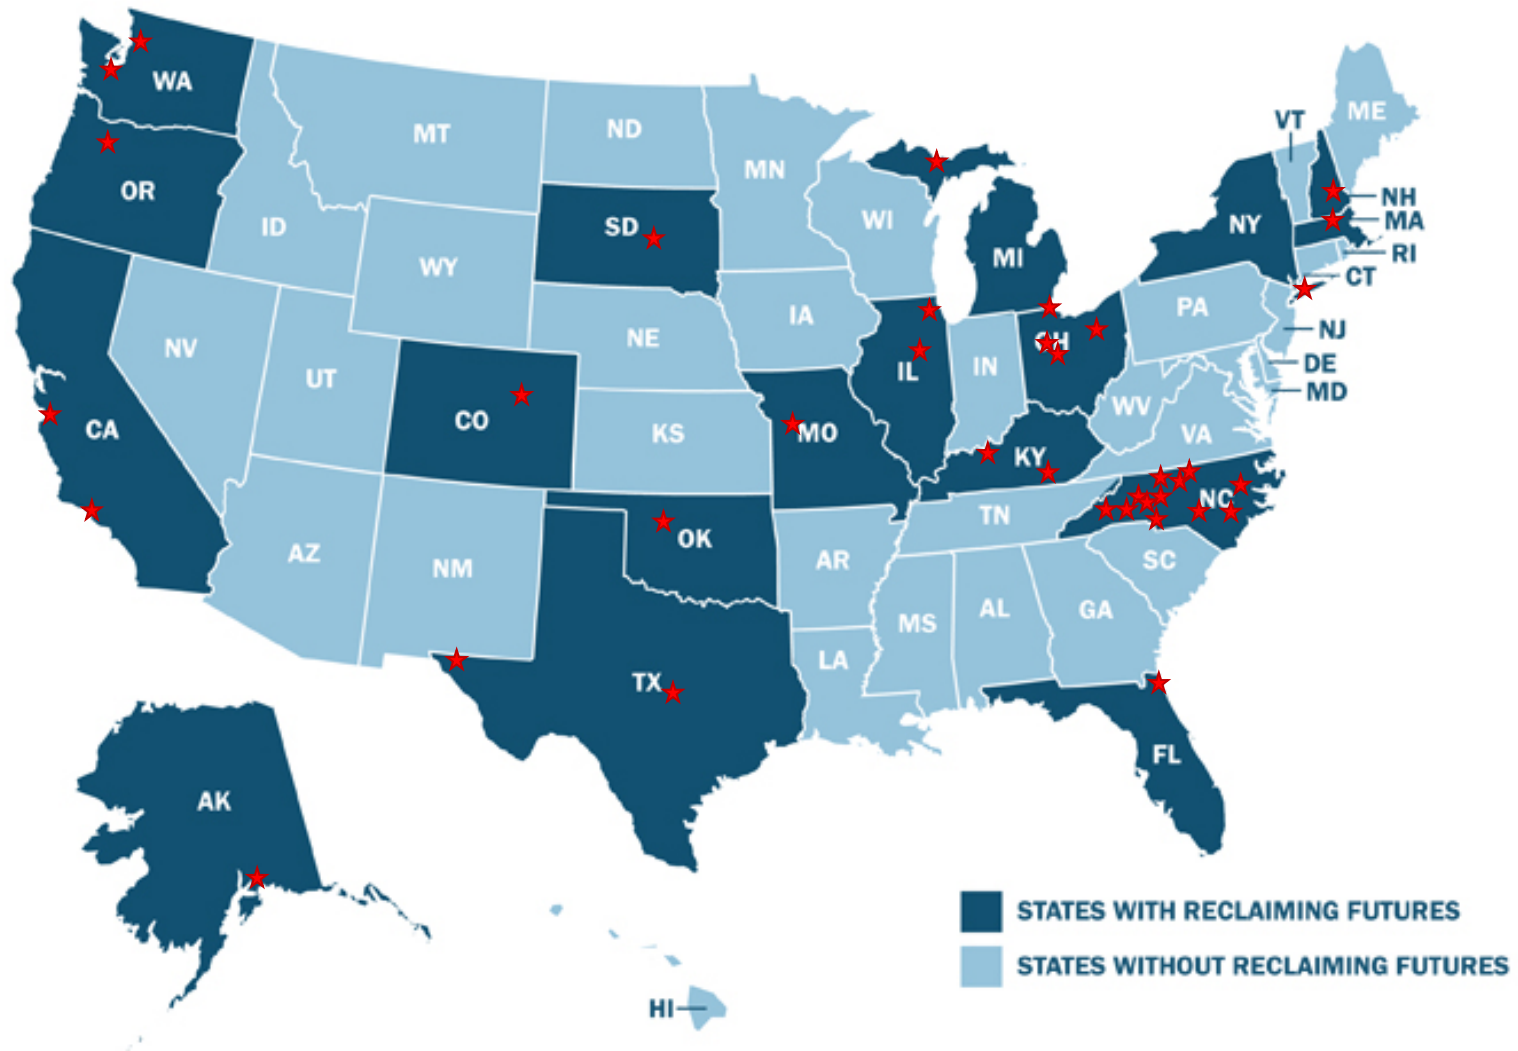 WA
MT
ND
MN
VT
ME
OR
ID
SD
WI
NY
NH
MA
RI
CT
WY
MI
NV
UT
NE
IA
PA
NJ
DE
MD
IL
IN
OH
WV
VA
CA
CO
KS
MO
KY
NC
AZ
NM
OK
AR
TN
SC
MS
AL
GA
TX
LA
FL
AK
HI
STATES WITH RECLAIMING FUTURES
STATES WITHOUT RECLAIMING FUTURES